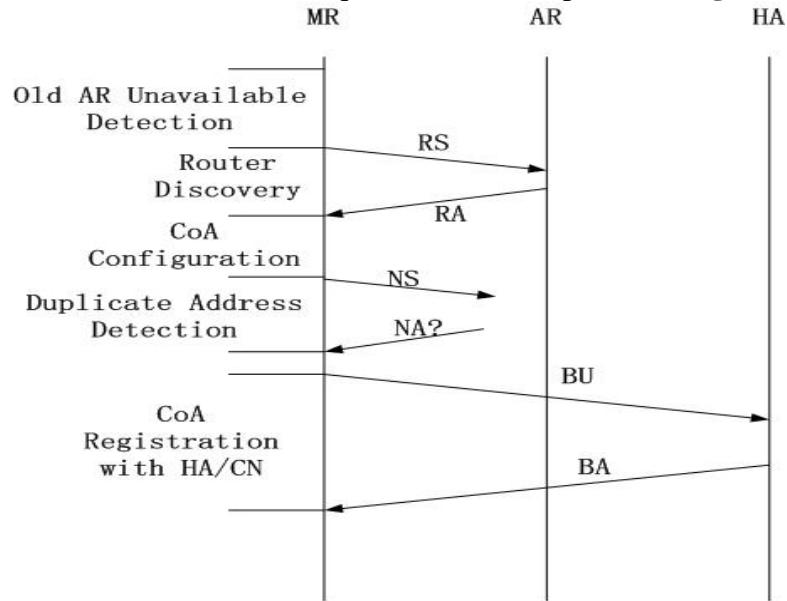 MR AR HA
Old AR Unavailable
Detection
RS
Router
Discovery
RA
CoA
Configuration
NS
Duplicate Address
Detection
NA?
BU
CoA
Registration
with HA/CN
BA